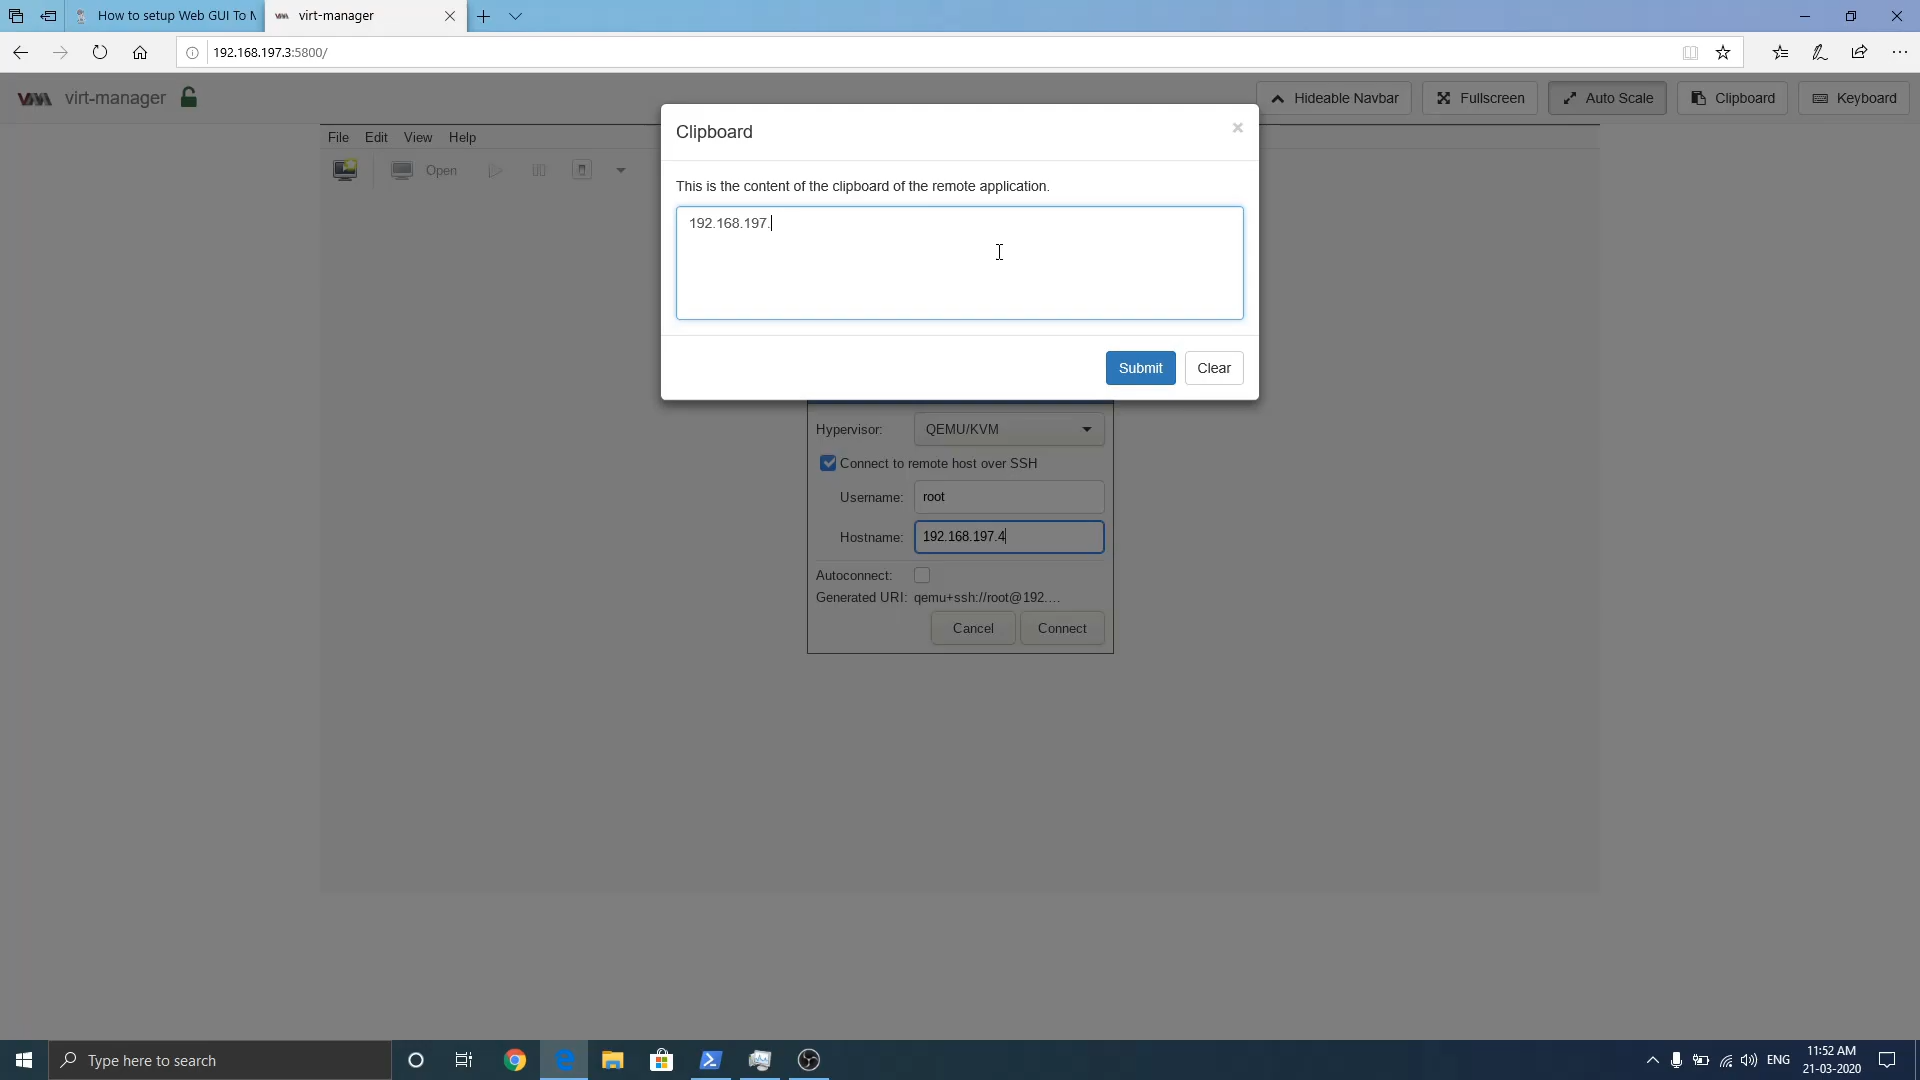 How to setup Web GUI To M
virt-manager
192.168.197.3:5800/
VMM virt-manager
Hideable Navbar
Fullscreen
Auto Scale
Clipboard
Keyboard
File Edit View Help
Open
Clipboard
×
This is the content of the clipboard of the remote application.
192.168.197.
Submit
Clear
Hypervisor: QEMU/KVM
Connect to remote host over SSH
Username: root
Hostname: 192.168.197.4
Autoconnect:
Generated URI: qemu+ssh://root@192....
Cancel
Connect
Type here to search
ENG
11:52 AM
21-03-2020